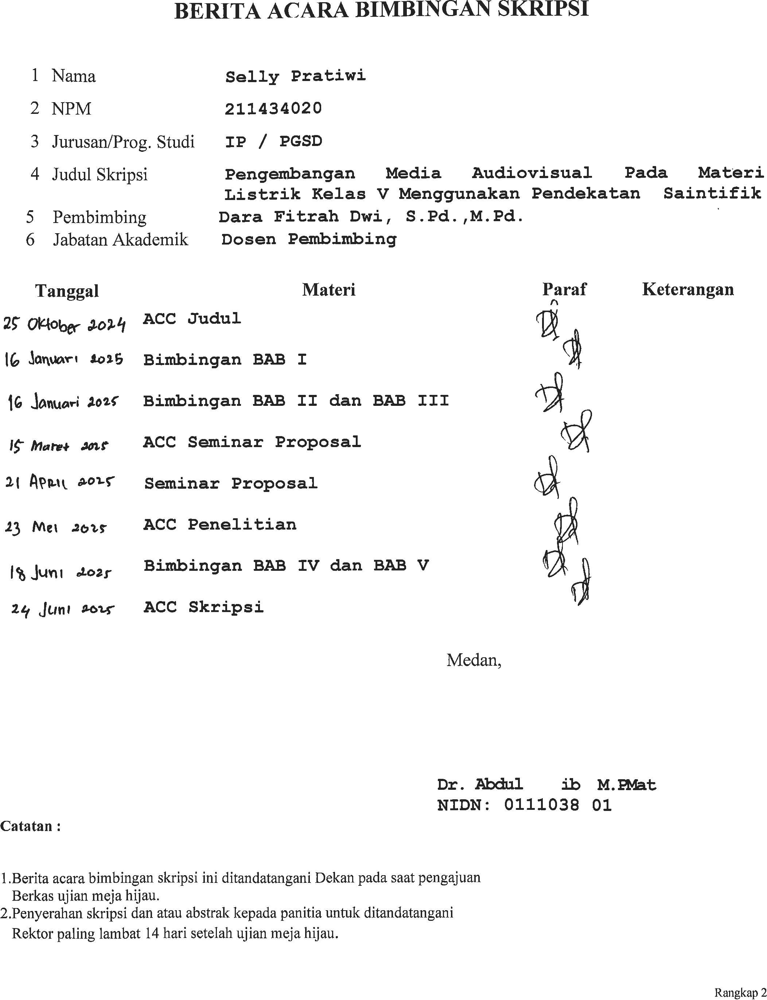 BERITA ACARA BIMBINGAN SKRIPSI
1 Nama Selly Pratiwi
2 NPM 211434020
3 Jurusan/Prog. Studi IP / PGSD
4 Judul Skripsi Pengembangan Media Audiovisual Pada Materi
Listrik Kelas V Menggunakan Pendekatan Saintifik
5 Pembimbing Dara Fitrah Dwi, S.Pd.,M.Pd.
6 Jabatan Akademik Dosen Pembimbing
Tanggal Materi Paraf Keterangan
25 Oktober 2024 ACC Judul
16 Januari 2025 Bimbingan BAB I
16 Januari 2025 Bimbingan BAB II dan BAB III
15 Maret 2025 ACC Seminar Proposal
21 April 2025 Seminar Proposal
23 Mei 2025 ACC Penelitian
18 Juni 2025 Bimbingan BAB IV dan BAB V
24 Juni 2025 ACC Skripsi
Medan,
Dr. Abdul ib M.PMat
NIDN: 0111038 01
Catatan :
1.Berita acara bimbingan skripsi ini ditandatangani Dekan pada saat pengajuan
Berkas ujian meja hijau.
2.Penyerahan skripsi dan atau abstrak kepada panitia untuk ditandatangani
Rektor paling lambat 14 hari setelah ujian meja hijau.
Rangkap 2